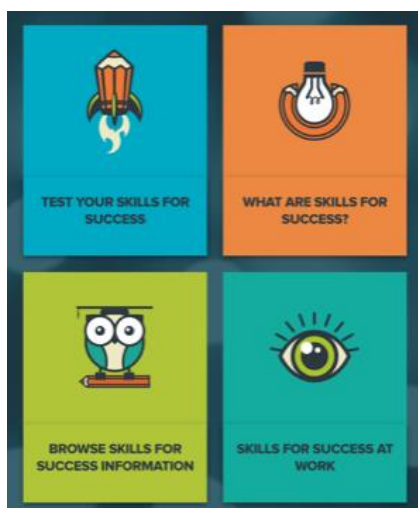 TEST YOUR SKILLS FOR
SUCCESS
WHAT ARE SKILLS FOR
SUCCESS?
BROWSE SKILLS FOR
SUCCESS INFORMATION
SKILLS FOR SUCCESS AT
WORK